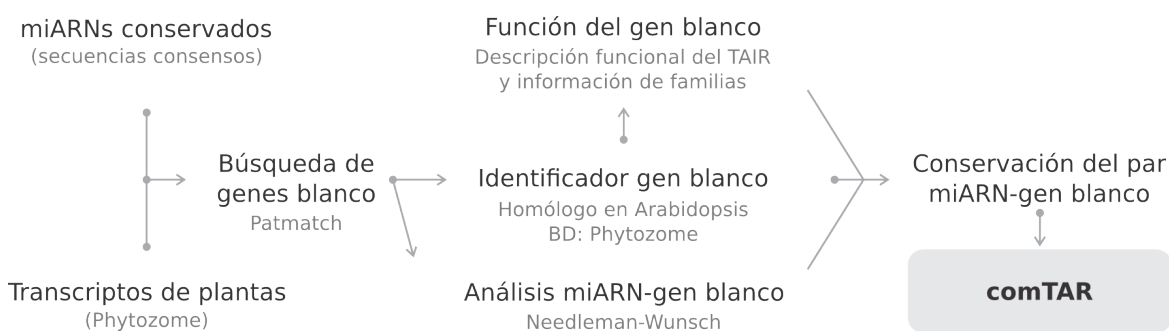 miARNs conservados
(secuencias consensos)
Transcriptos de plantas
(Phytozome)
Búsqueda de
genes blanco
Patmatch
Función del gen blanco
Descripción funcional del TAIR
y información de familias
Identificador gen blanco
Homólogo en Arabidopsis
BD: Phytozome
Análisis miARN-gen blanco
Needleman-Wunsch
Conservación del par
miARN-gen blanco
comTAR